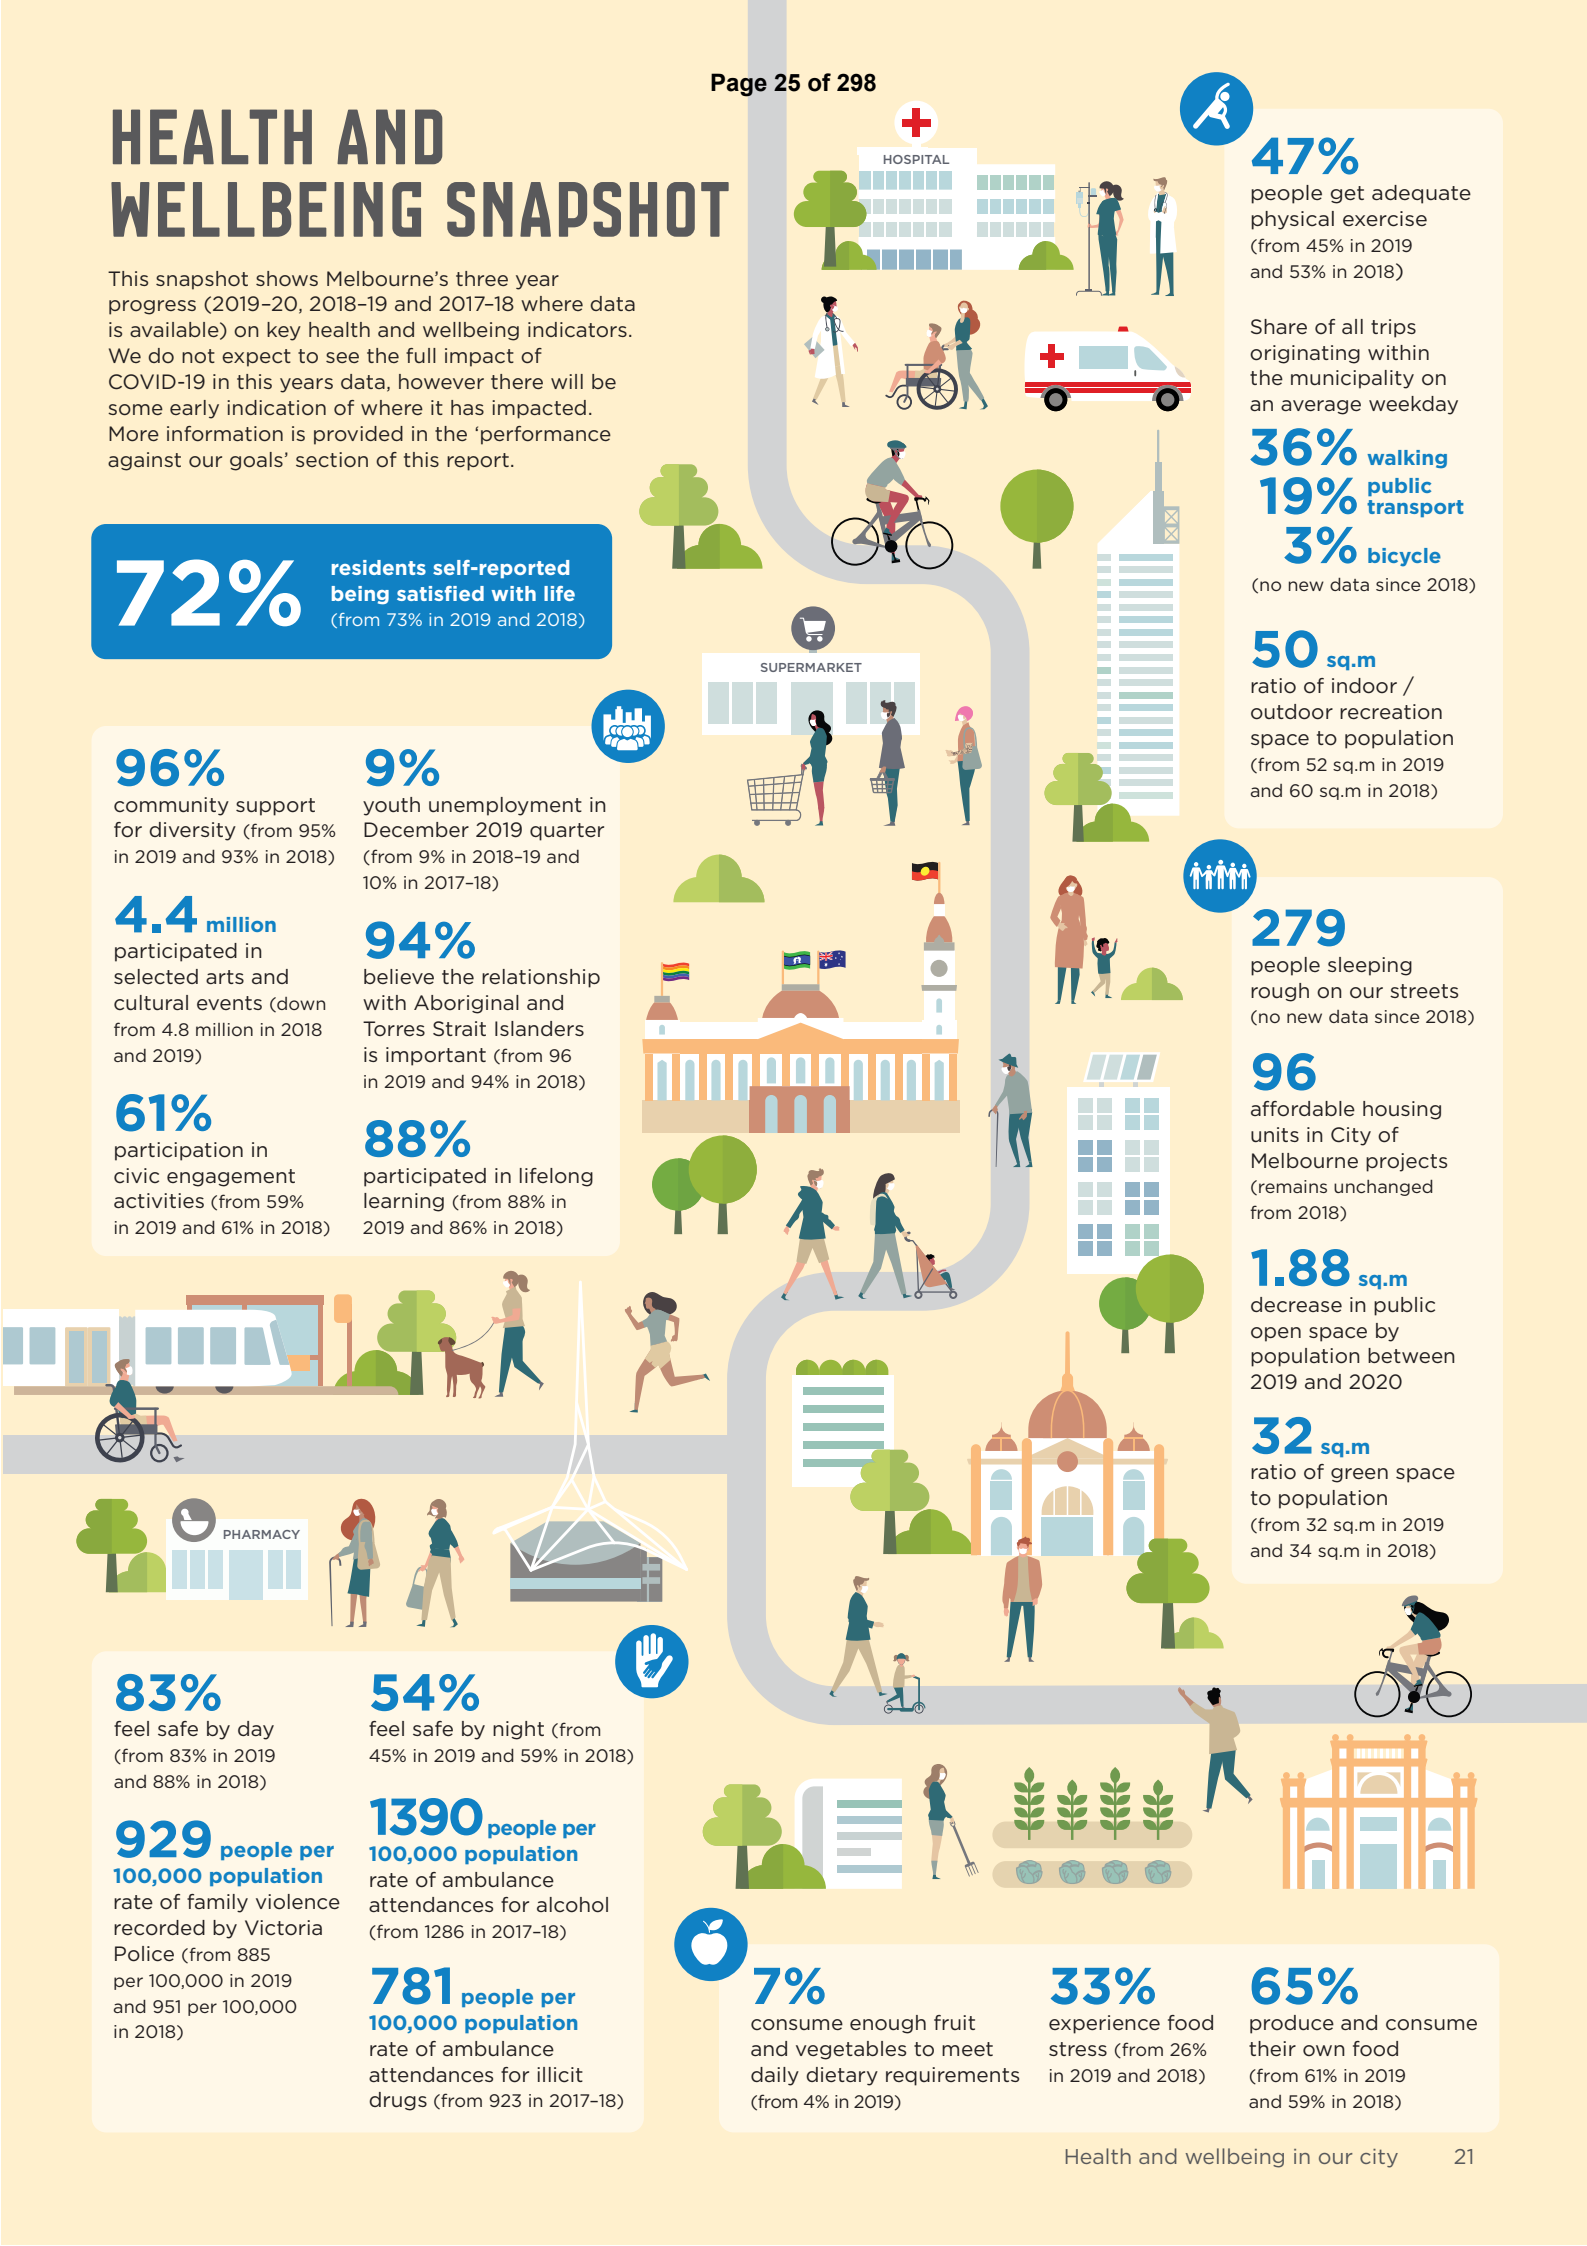 Page 25 of 298
HEALTH AND
WELLBEING SNAPSHOT
This snapshot shows Melbourne's three year
progress (2019–20, 2018–19 and 2017–18 where data
is available) on key health and wellbeing indicators.
We do not expect to see the full impact of
COVID-19 in this years data, however there will be
some early indication of where it has impacted.
More information is provided in the 'performance
against our goals' section of this report.
72%
residents self-reported
being satisfied with life
(from 73% in 2019 and 2018)
96%
community support
for diversity (from 95%
in 2019 and 93% in 2018)
4.4 million
participated in
selected arts and
cultural events (down
from 4.8 million in 2018
and 2019)
61%
participation in
civic engagement
activities (from 59%
in 2019 and 61% in 2018)
9%
youth unemployment in
December 2019 quarter
(from 9% in 2018–19 and
10% in 2017–18)
94%
believe the relationship
with Aboriginal and
Torres Strait Islanders
is important (from 96
in 2019 and 94% in 2018)
88%
participated in lifelong
learning (from 88% in
2019 and 86% in 2018)
HOSPITAL
SUPERMARKET
PHARMACY
47%
people get adequate
physical exercise
(from 45% in 2019
and 53% in 2018)
Share of all trips
originating within
the municipality on
an average weekday
36% walking
19% public
transport
3% bicycle
(no new data since 2018)
50 sq.m
ratio of indoor /
outdoor recreation
space to population
(from 52 sq.m in 2019
and 60 sq.m in 2018)
279
people sleeping
rough on our streets
(no new data since 2018)
96
affordable housing
units in City of
Melbourne projects
(remains unchanged
from 2018)
1.88 sq.m
decrease in public
open space by
population between
2019 and 2020
32 sq.m
ratio of green space
to population
(from 32 sq.m in 2019
and 34 sq.m in 2018)
83%
feel safe by day
(from 83% in 2019
and 88% in 2018)
929 people per
100,000 population
rate of family violence
recorded by Victoria
Police (from 885
per 100,000 in 2019
and 951 per 100,000
in 2018)
54%
feel safe by night (from
45% in 2019 and 59% in 2018)
1390 people per
100,000 population
rate of ambulance
attendances for alcohol
(from 1286 in 2017–18)
781 people per
100,000 population
rate of ambulance
attendances for illicit
drugs (from 923 in 2017–18)
7%
consume enough fruit
and vegetables to meet
daily dietary requirements
(from 4% in 2019)
33%
experience food
stress (from 26%
in 2019 and 2018)
65%
produce and consume
their own food
(from 61% in 2019
and 59% in 2018)
Health and wellbeing in our city 21